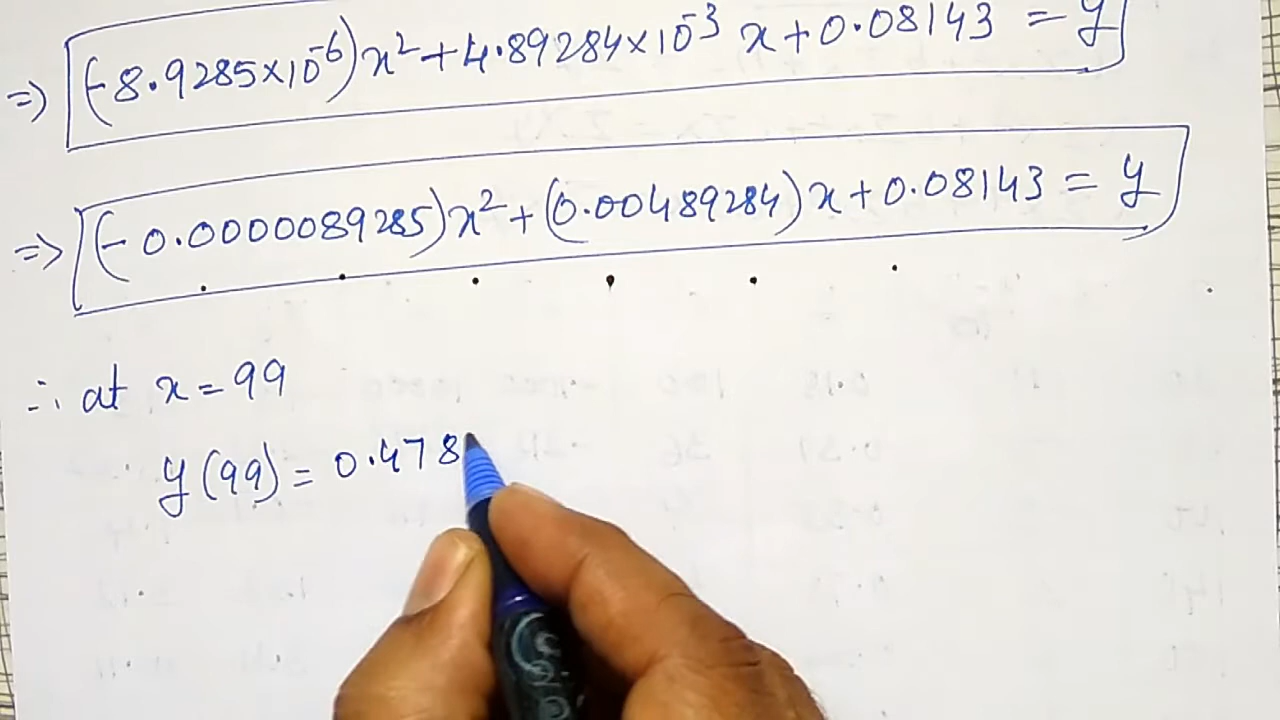 ⇒ (-8.9285×10⁻⁶)x² + 4.89284×10⁻³ x + 0.08143 = y
⇒ (-0.0000089285)x² + (0.00489284)x + 0.08143 = y
∴ at x = 99
y(99) = 0.478